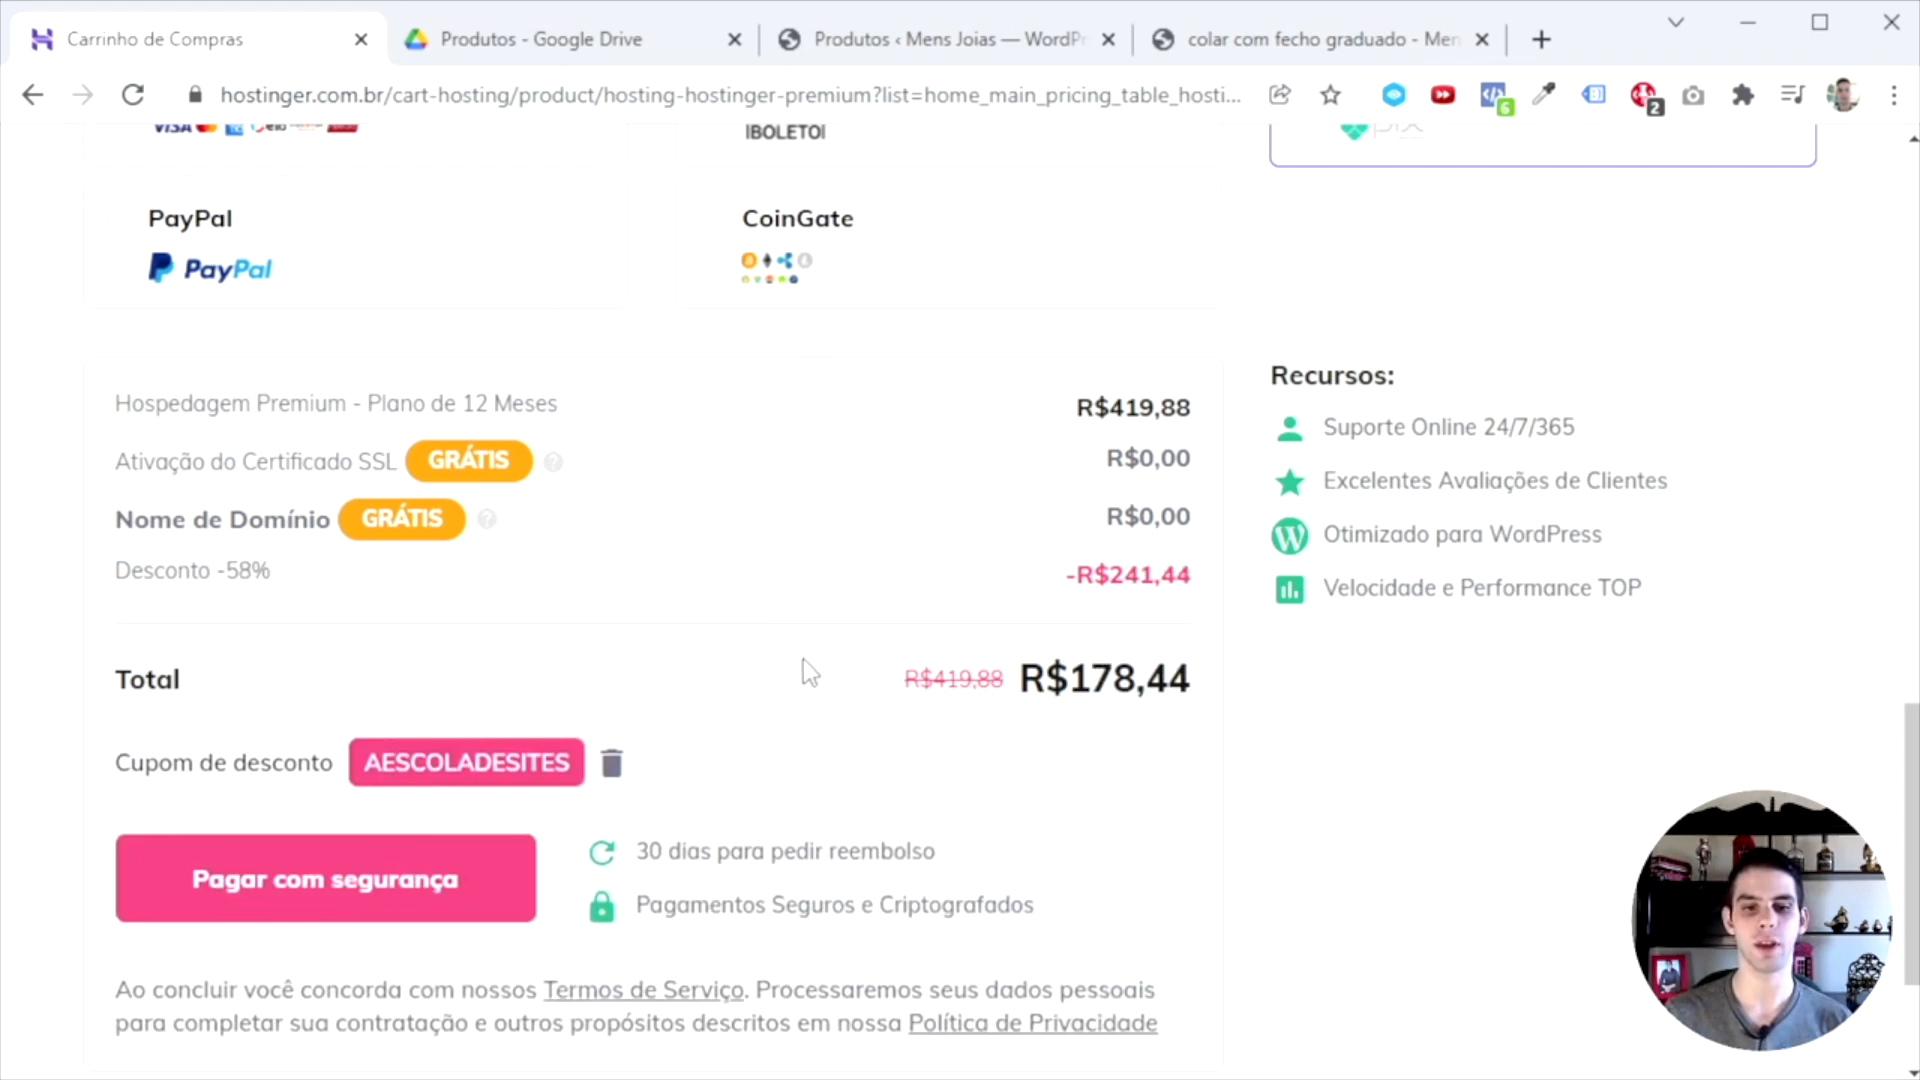 Carrinho de Compras
Produtos - Google Drive
Produtos ‹ Mens Joias — WordPr
colar com fecho graduado - Men
hostinger.com.br/cart-hosting/product/hosting-hostinger-premium?list=home_main_pricing_table_hosti...
6
2
VISA elo
|BOLETO|
pix
PayPal
CoinGate
PayPal
Hospedagem Premium - Plano de 12 Meses R$419,88
Ativação do Certificado SSL GRÁTIS ? R$0,00
Nome de Domínio GRÁTIS ? R$0,00
Desconto -58% -R$241,44
Total R$419,88 R$178,44
Cupom de desconto AESCOLADESITES
Pagar com segurança
30 dias para pedir reembolso
Pagamentos Seguros e Criptografados
Ao concluir você concorda com nossos Termos de Serviço. Processaremos seus dados pessoais
para completar sua contratação e outros propósitos descritos em nossa Política de Privacidade
Recursos:
Suporte Online 24/7/365
Excelentes Avaliações de Clientes
Otimizado para WordPress
Velocidade e Performance TOP